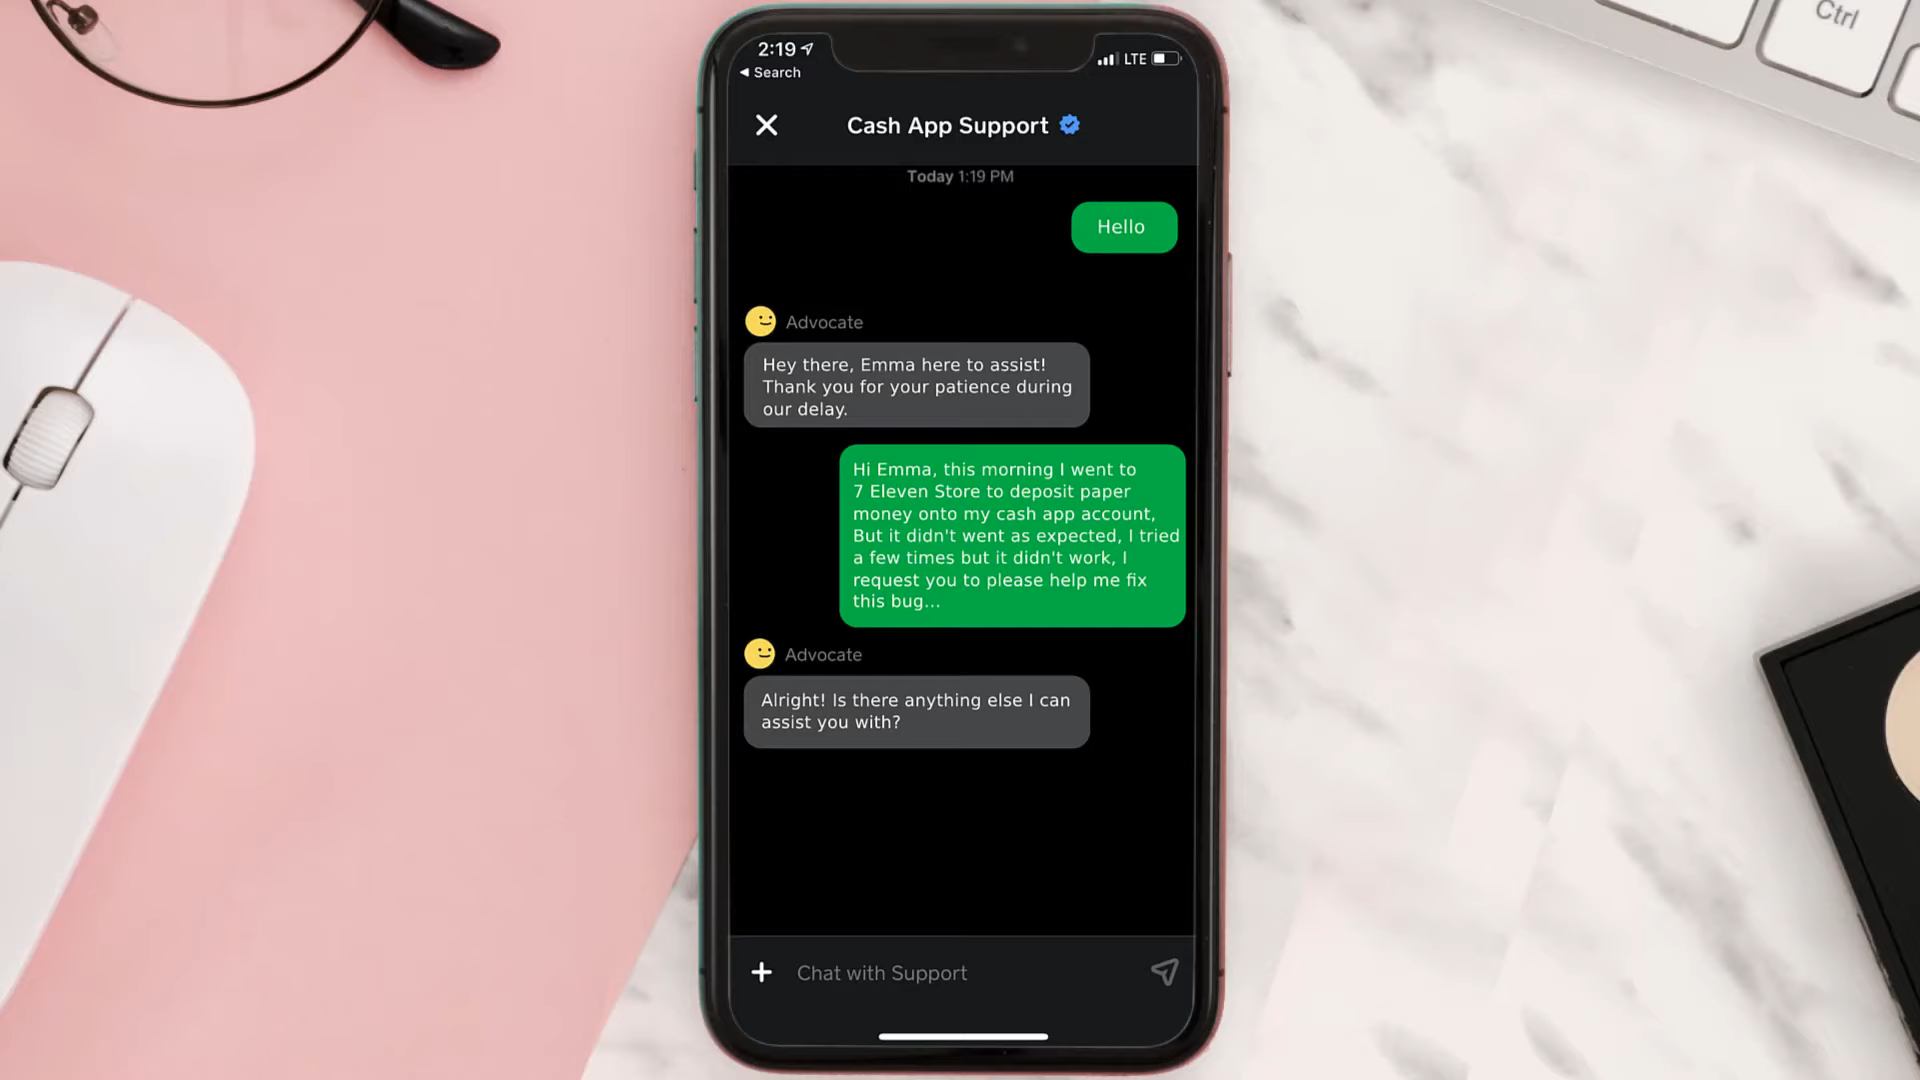 Ctrl
2:19
LTE
Search
Cash App Support
Today 1:19 PM
Hello
Advocate
Hey there, Emma here to assist!
Thank you for your patience during
our delay.
Hi Emma, this morning I went to
7 Eleven Store to deposit paper
money onto my cash app account,
But it didn't went as expected, I tried
a few times but it didn't work, I
request you to please help me fix
this bug...
Advocate
Alright! Is there anything else I can
assist you with?
Chat with Support